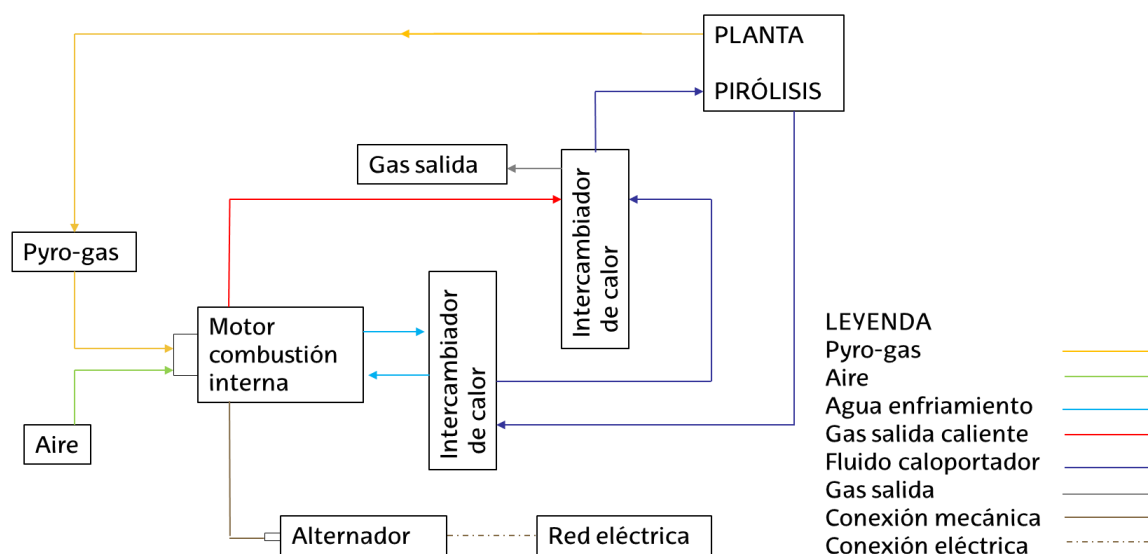 PLANTA
PIRÓLISIS
Gas salida
Intercambiador
de calor
Pyro-gas
Motor
combustión
interna
Intercambiador
de calor
Aire
Alternador
Red eléctrica
LEYENDA
Pyro-gas
Aire
Agua enfriamiento
Gas salida caliente
Fluido caloportador
Gas salida
Conexión mecánica
Conexión eléctrica